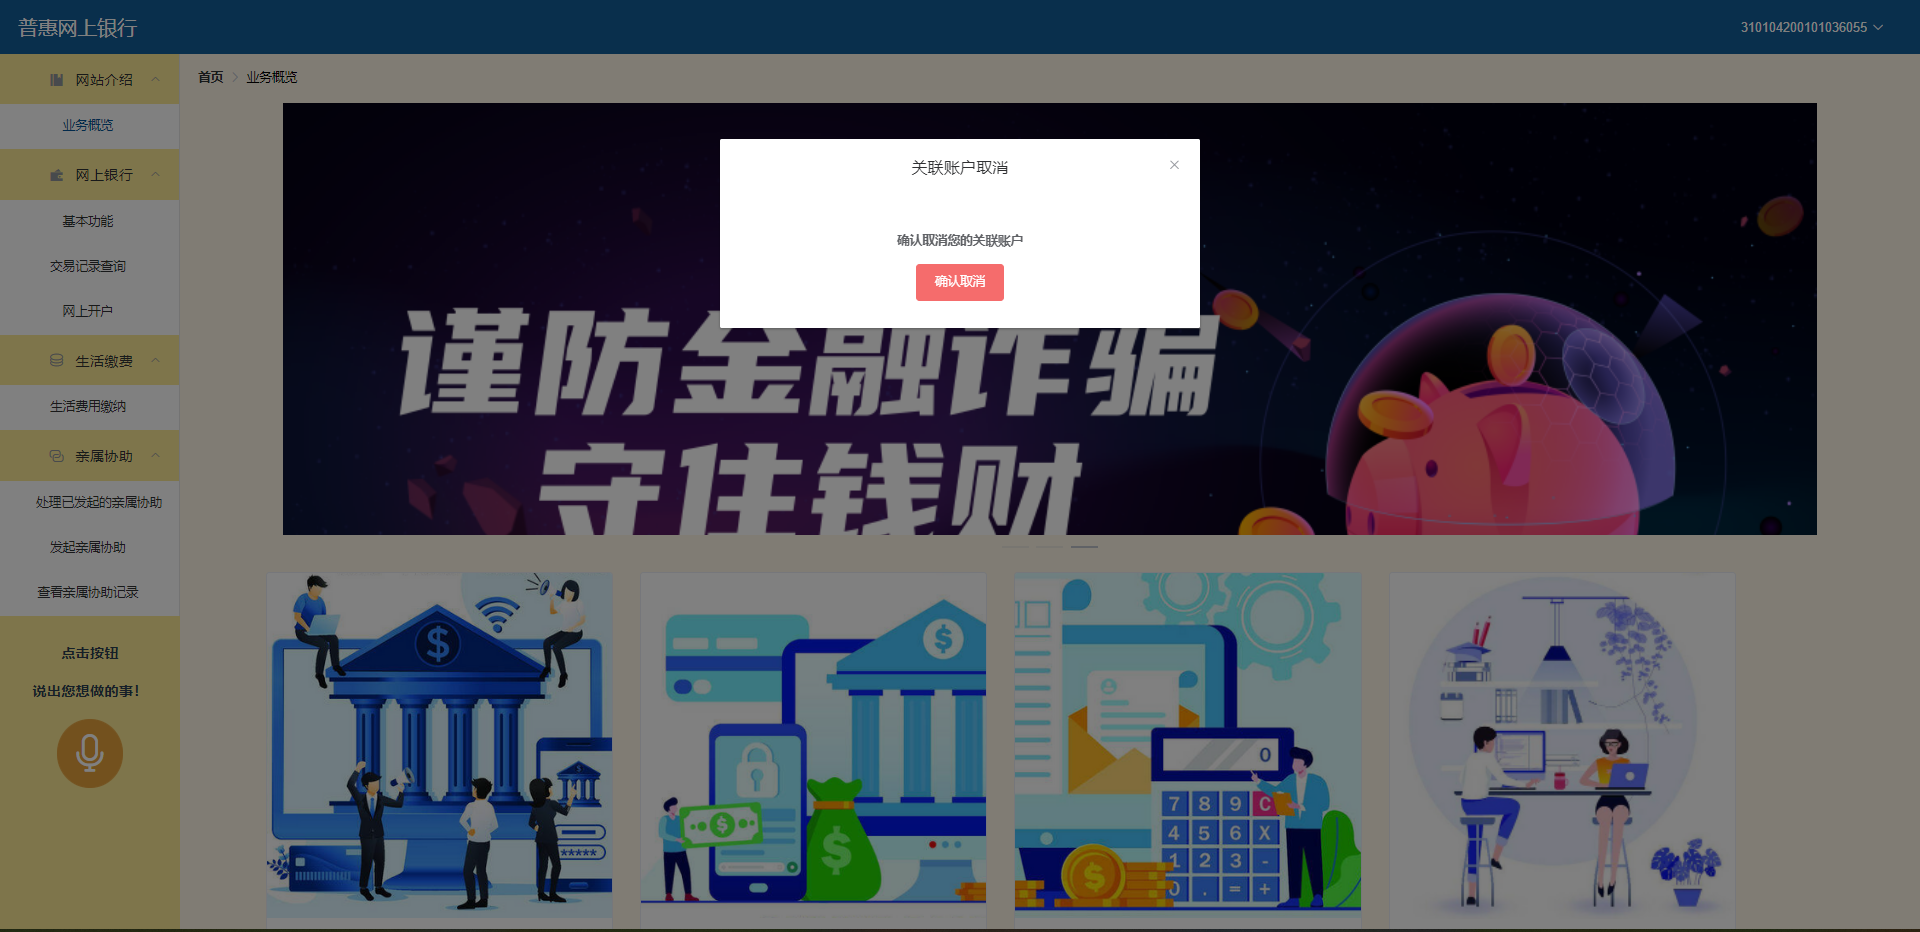 普惠网上银行
310104200101036055
网站介绍
业务概览
网上银行
基本功能
交易记录查询
网上开户
生活缴费
生活费用缴纳
亲属协助
处理已发起的亲属协助
发起亲属协助
查看亲属协助记录
点击按钮
说出您想做的事!
首页 > 业务概览
关联账户取消
×
确认取消您的关联账户
确认取消
谨防金融诈骗
守住钱财
$
$
$
$
*****
0
7 8 9 C
4 5 6 X
1 2 3 -
0 . = +
$